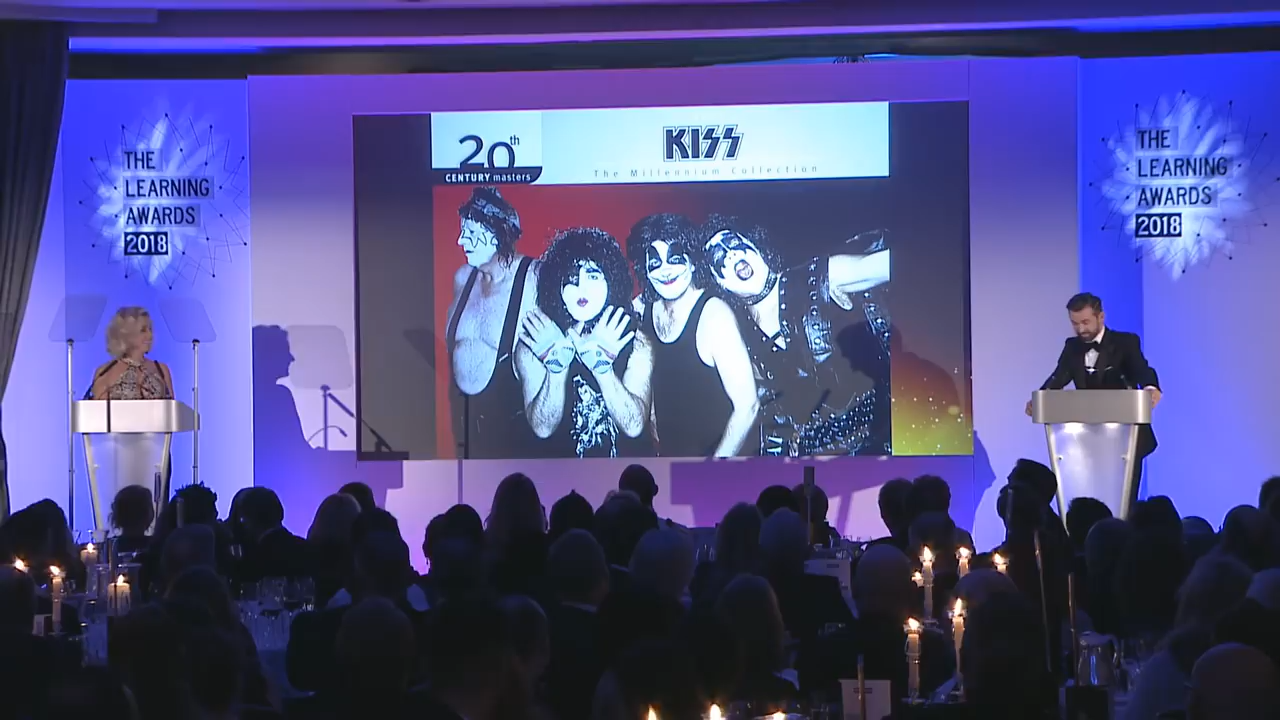 THE
LEARNING
AWARDS
2018
20th
CENTURY masters
KISS
The Millennium Collection
THE
LEARNING
AWARDS
2018